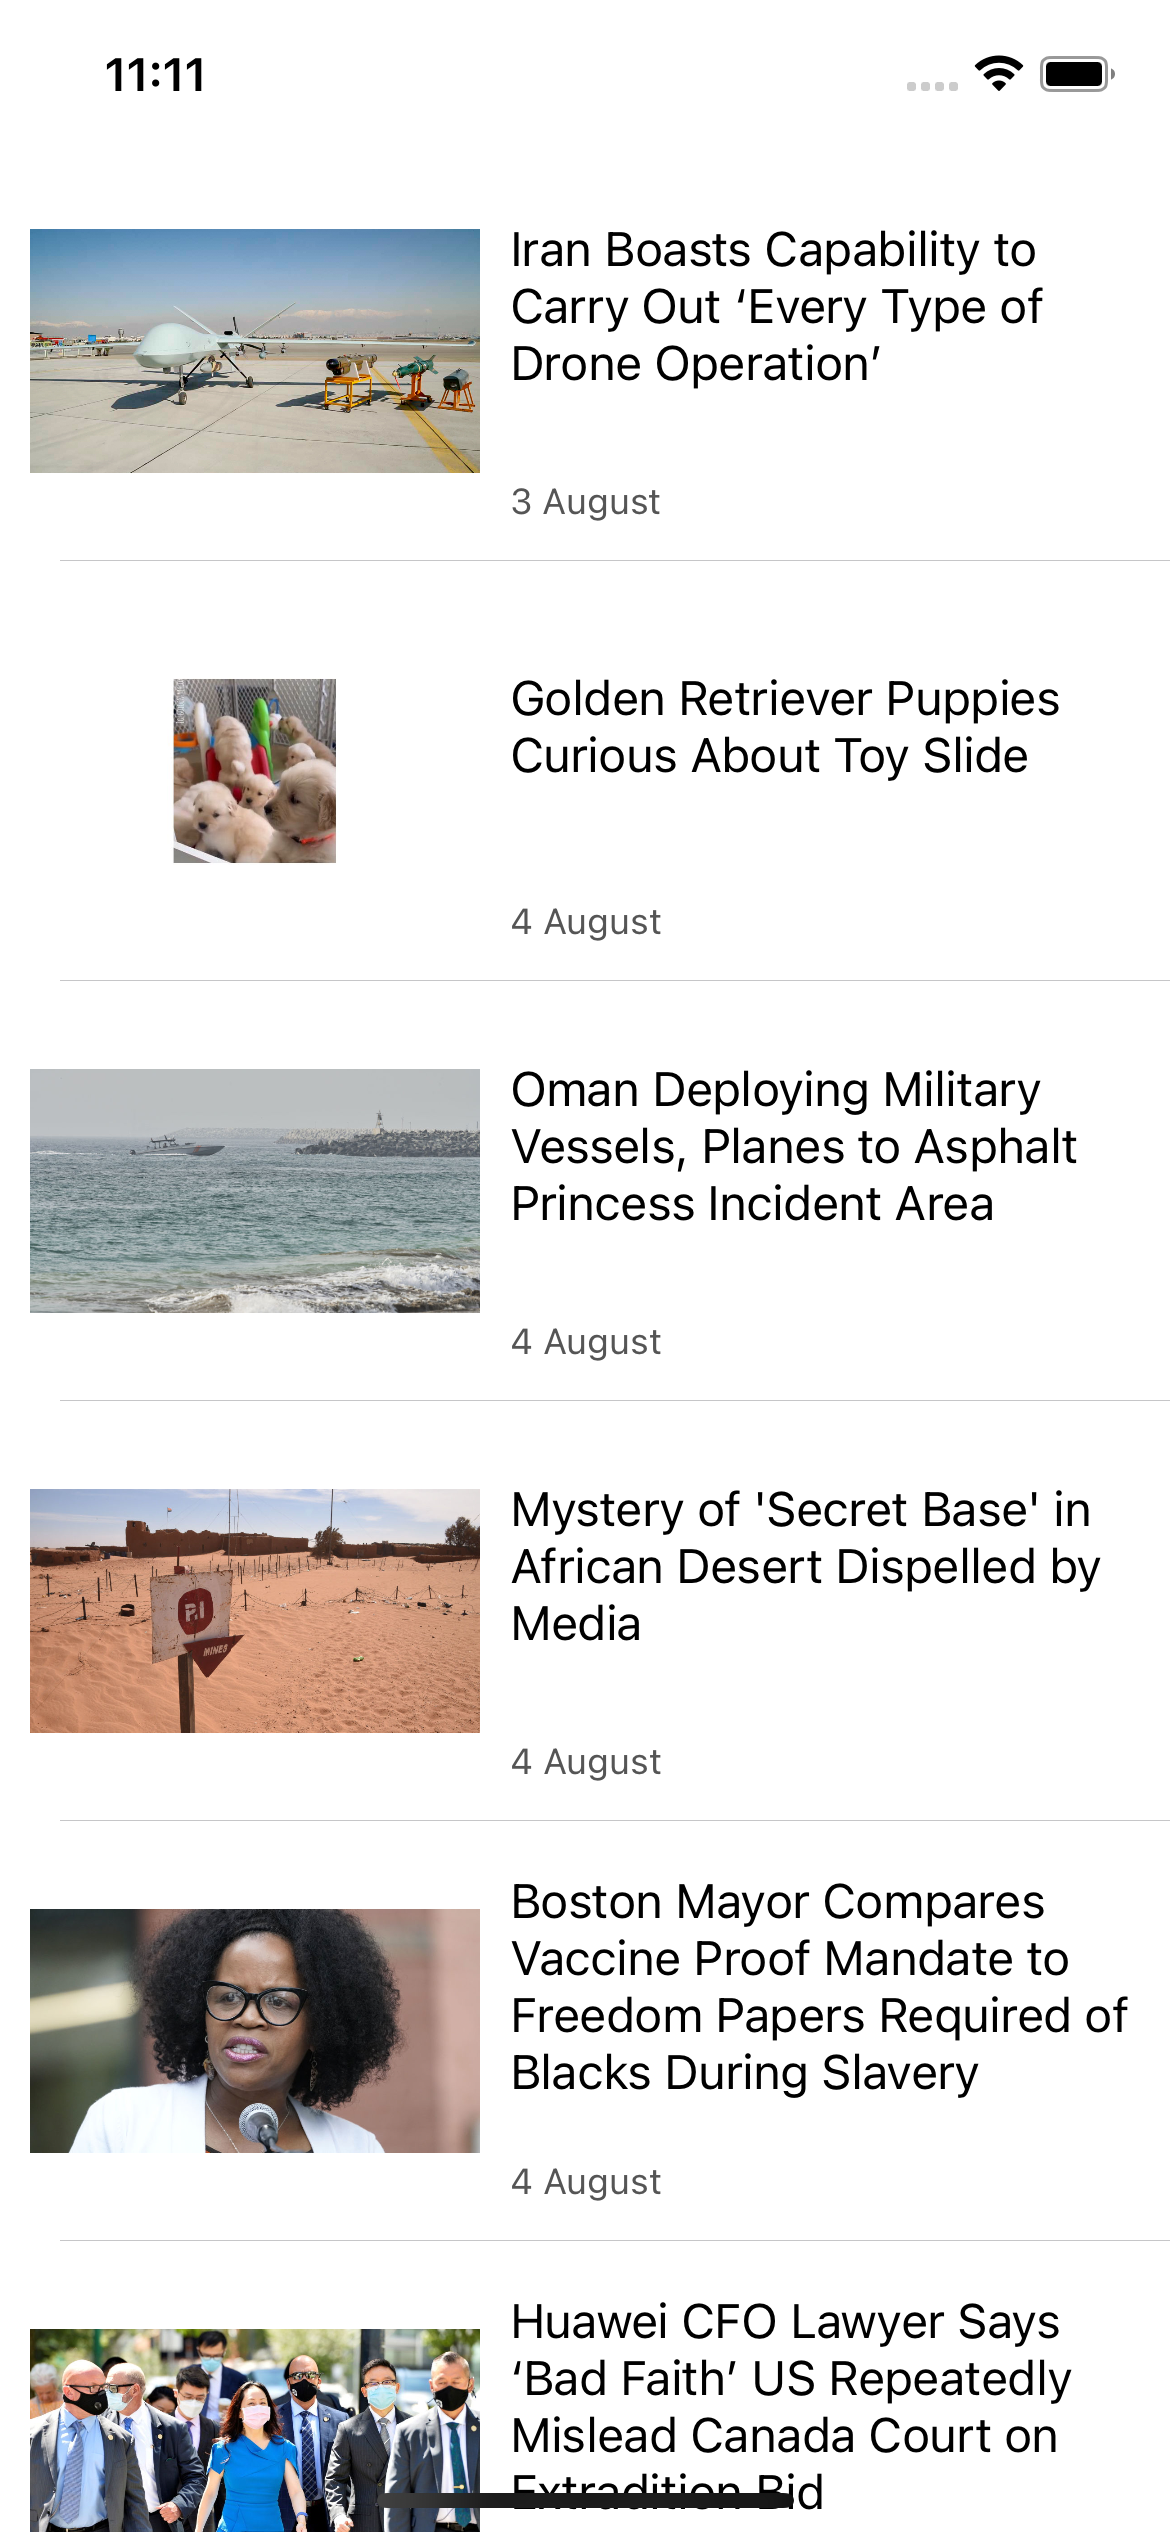 11:11
Iran Boasts Capability to
Carry Out ‘Every Type of
Drone Operation’
3 August
Golden Retriever Puppies
Curious About Toy Slide
4 August
Oman Deploying Military
Vessels, Planes to Asphalt
Princess Incident Area
4 August
P.I
MINES
Mystery of 'Secret Base' in
African Desert Dispelled by
Media
4 August
Boston Mayor Compares
Vaccine Proof Mandate to
Freedom Papers Required of
Blacks During Slavery
4 August
Huawei CFO Lawyer Says
‘Bad Faith’ US Repeatedly
Mislead Canada Court on
Extradition Bid